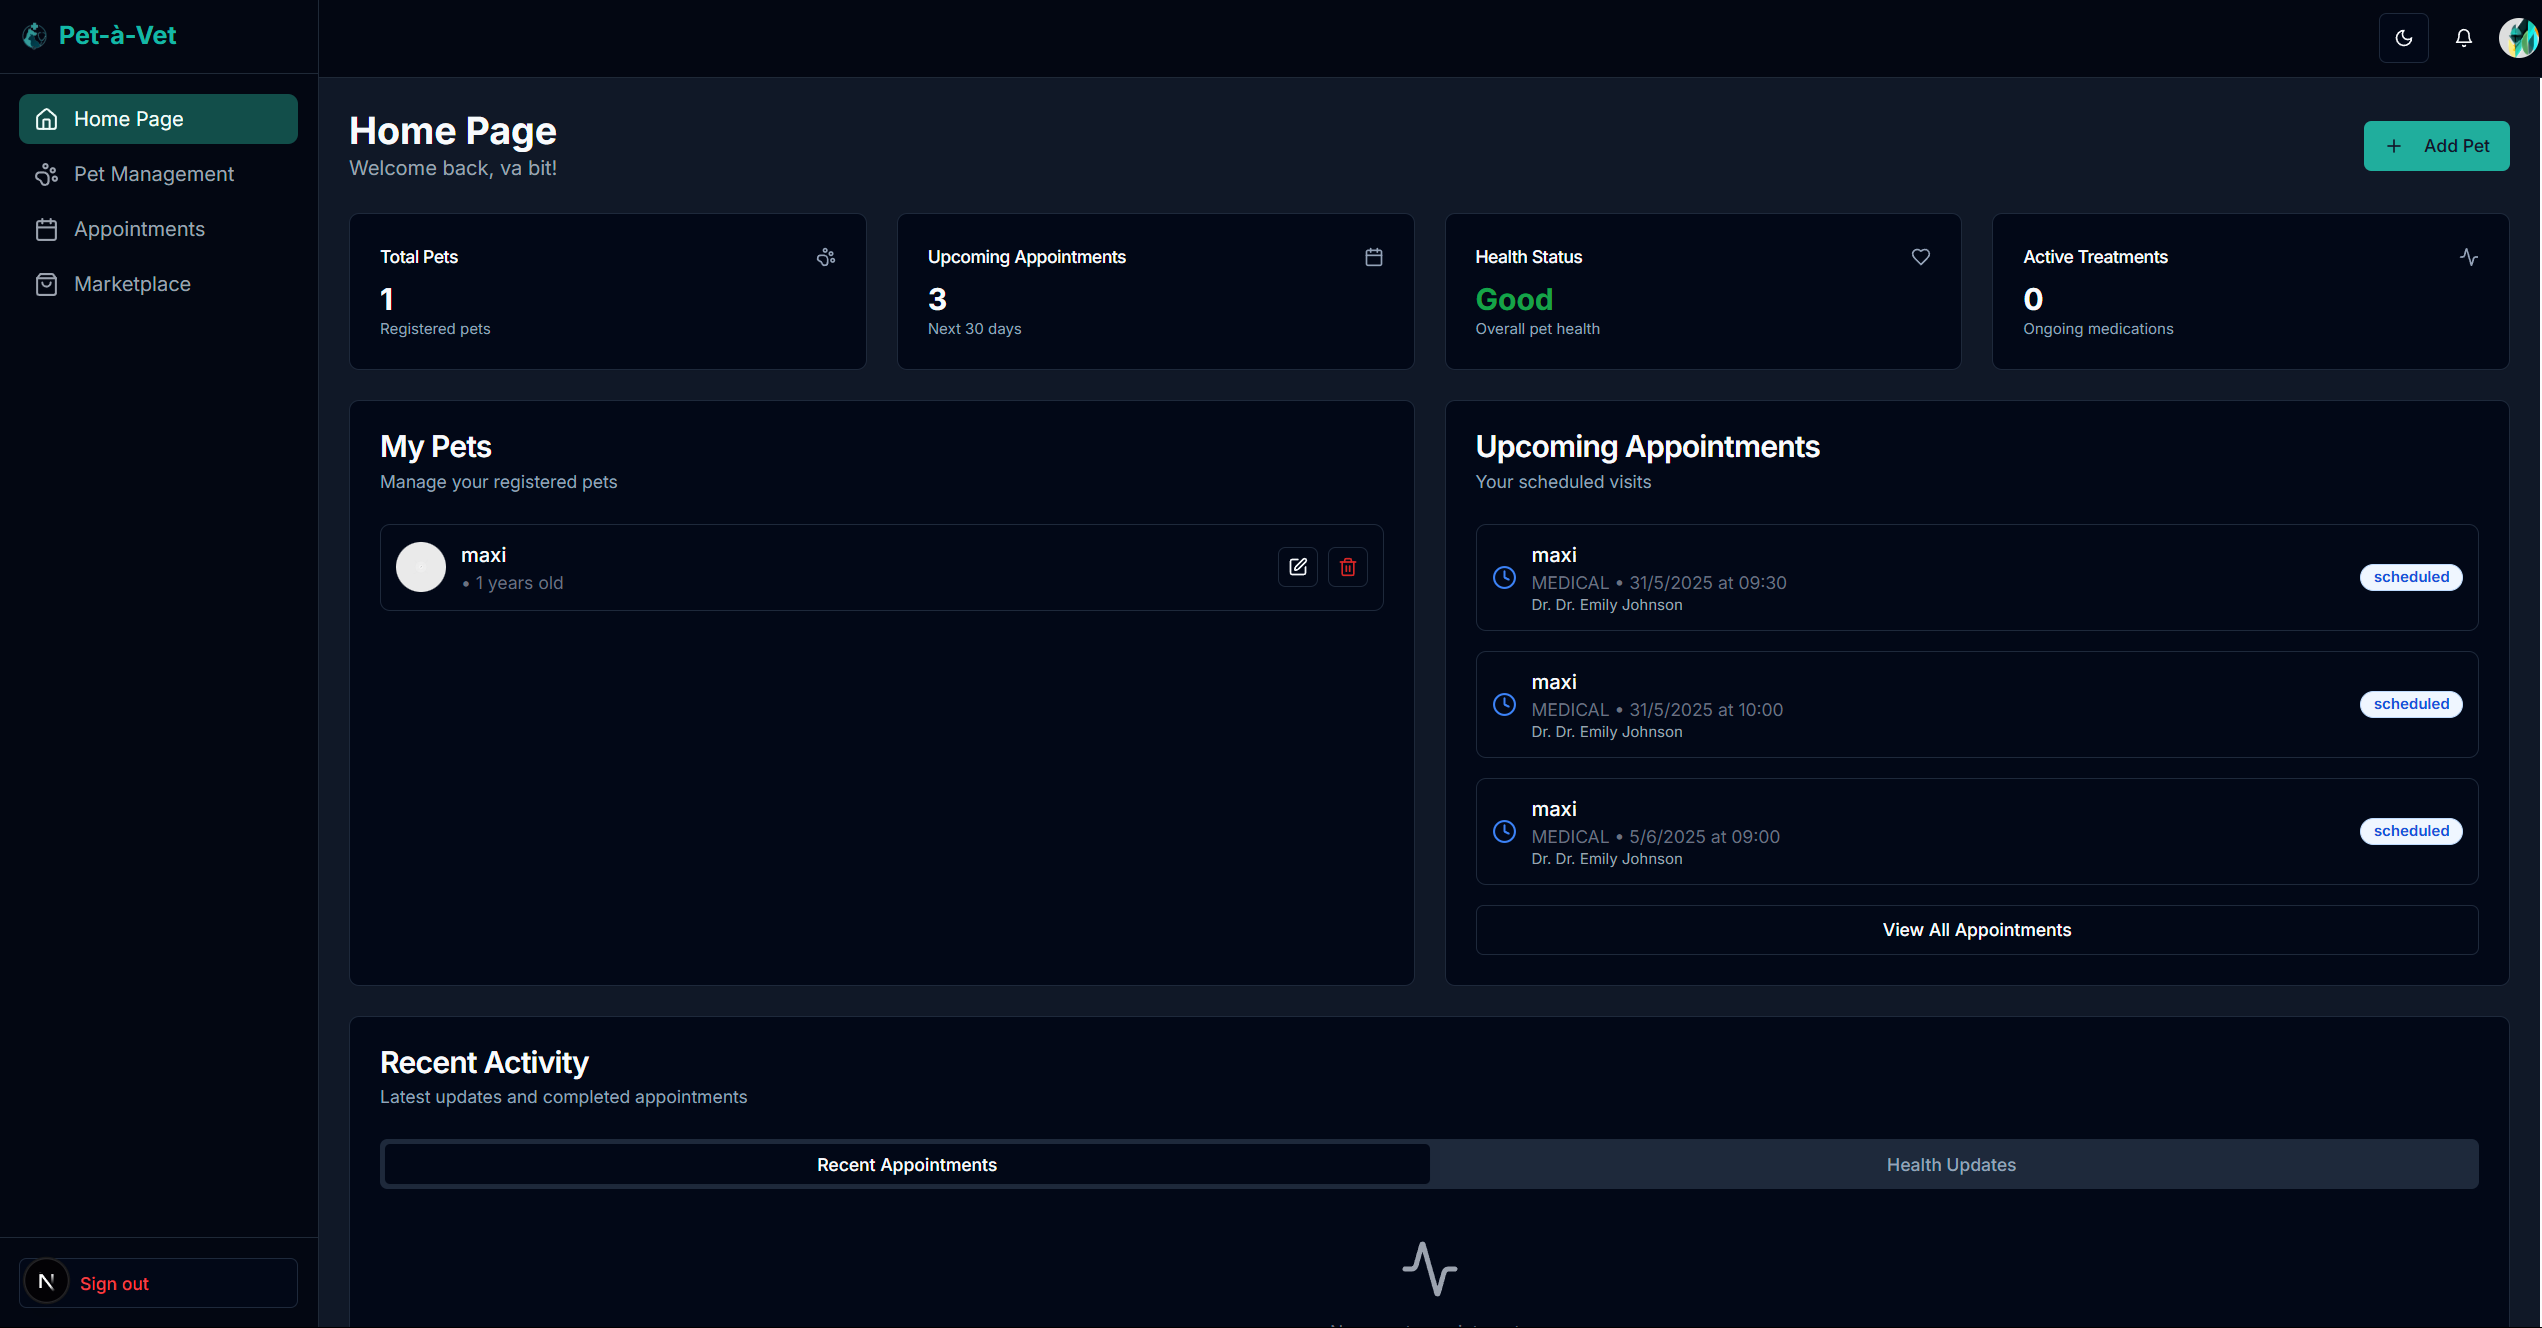 Pet-à-Vet
Home Page
Pet Management
Appointments
Marketplace
N
Sign out
Home Page
Welcome back, va bit!
Add Pet
Total Pets
1
Registered pets
Upcoming Appointments
3
Next 30 days
Health Status
Good
Overall pet health
Active Treatments
0
Ongoing medications
My Pets
Manage your registered pets
maxi
• 1 years old
Upcoming Appointments
Your scheduled visits
maxi
MEDICAL • 31/5/2025 at 09:30
Dr. Dr. Emily Johnson
scheduled
maxi
MEDICAL • 31/5/2025 at 10:00
Dr. Dr. Emily Johnson
scheduled
maxi
MEDICAL • 5/6/2025 at 09:00
Dr. Dr. Emily Johnson
scheduled
View All Appointments
Recent Activity
Latest updates and completed appointments
Recent Appointments
Health Updates